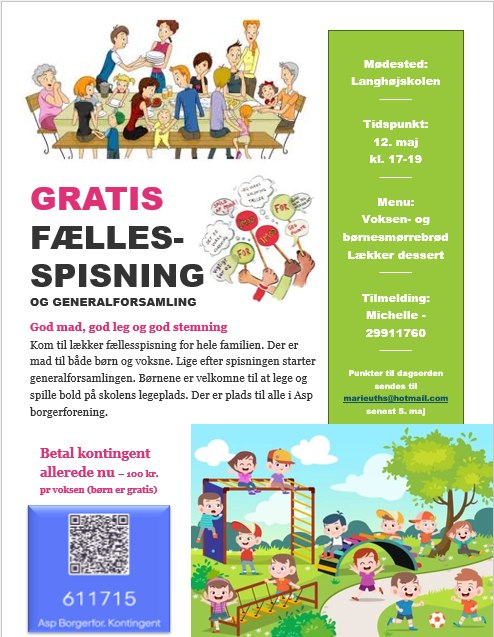 GRATIS
FÆLLES-
SPISNING
OG GENERALFORSAMLING
God mad, god leg og god stemning
Kom til lækker fællesspisning for hele familien. Der er
mad til både børn og voksne. Lige efter spisningen starter
generalforsamlingen. Børnene er velkomne til at lege og
spille bold på skolens legeplads. Der er plads til alle i Asp
borgerforening.
Betal kontingent
allerede nu – 100 kr.
pr voksen (børn er gratis)
611715
Asp Borgerfor. Kontingent
FOR
IMOD
FOR
Mødested:
Langhøjskolen
Tidspunkt:
12. maj
kl. 17-19
Menu:
Voksen- og
børnesmørrebrød
Lækker dessert
Tilmelding:
Michelle -
29911760
Punkter til dagsorden
sendes til
marieuths@hotmail.com
senest 5. maj